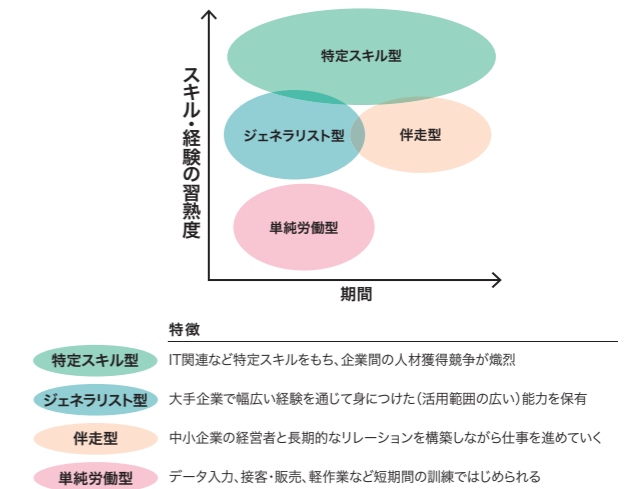 特定スキル型
スキル・経験の習熟度
ジェネラリスト型
伴走型
単純労働型
期間
特徴
特定スキル型
IT関連など特定スキルをもち、企業間の人材獲得競争が熾烈
ジェネラリスト型
大手企業で幅広い経験を通じて身につけた(活用範囲の広い)能力を保有
伴走型
中小企業の経営者と長期的なリレーションを構築しながら仕事を進めていく
単純労働型
データ入力、接客・販売、軽作業など短期間の訓練ではじめられる